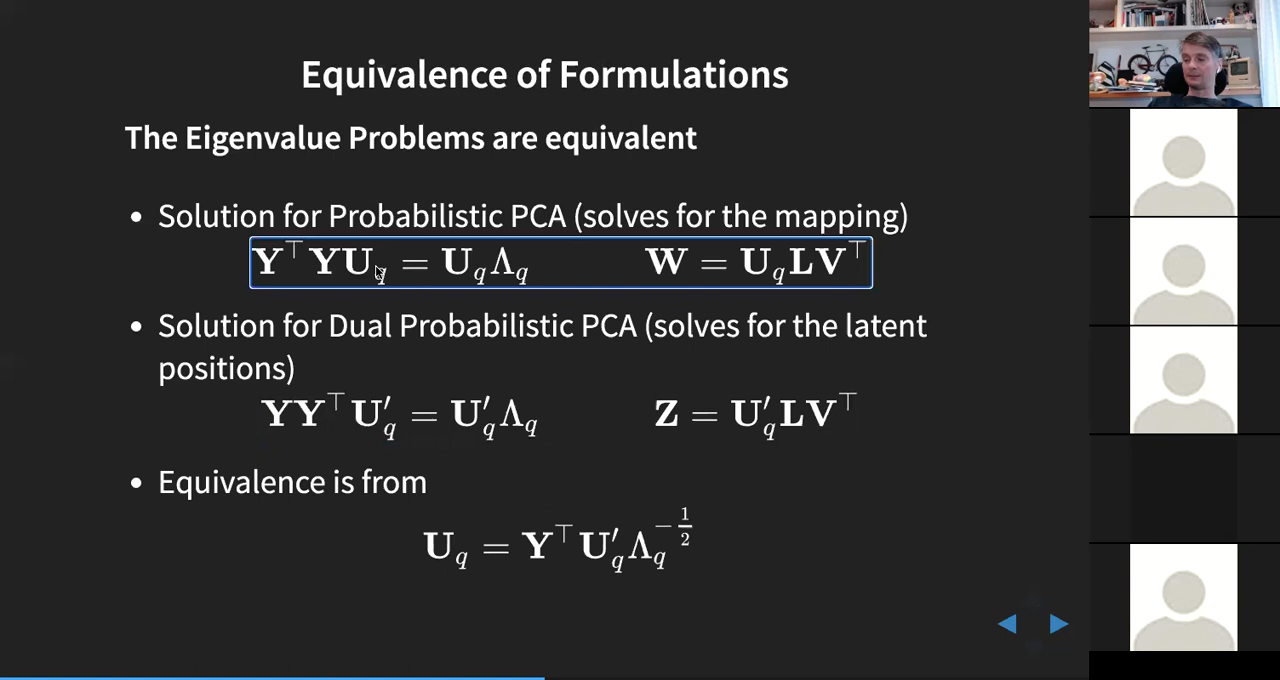 Equivalence of Formulations
The Eigenvalue Problems are equivalent
• Solution for Probabilistic PCA (solves for the mapping)
Y⊤YU_q = U_qΛ_q W = U_qLV⊤
• Solution for Dual Probabilistic PCA (solves for the latent
positions)
YY⊤U′_q = U′_qΛ_q Z = U′_qLV⊤
• Equivalence is from
U_q = Y⊤U′_qΛ_q^{-1/2}